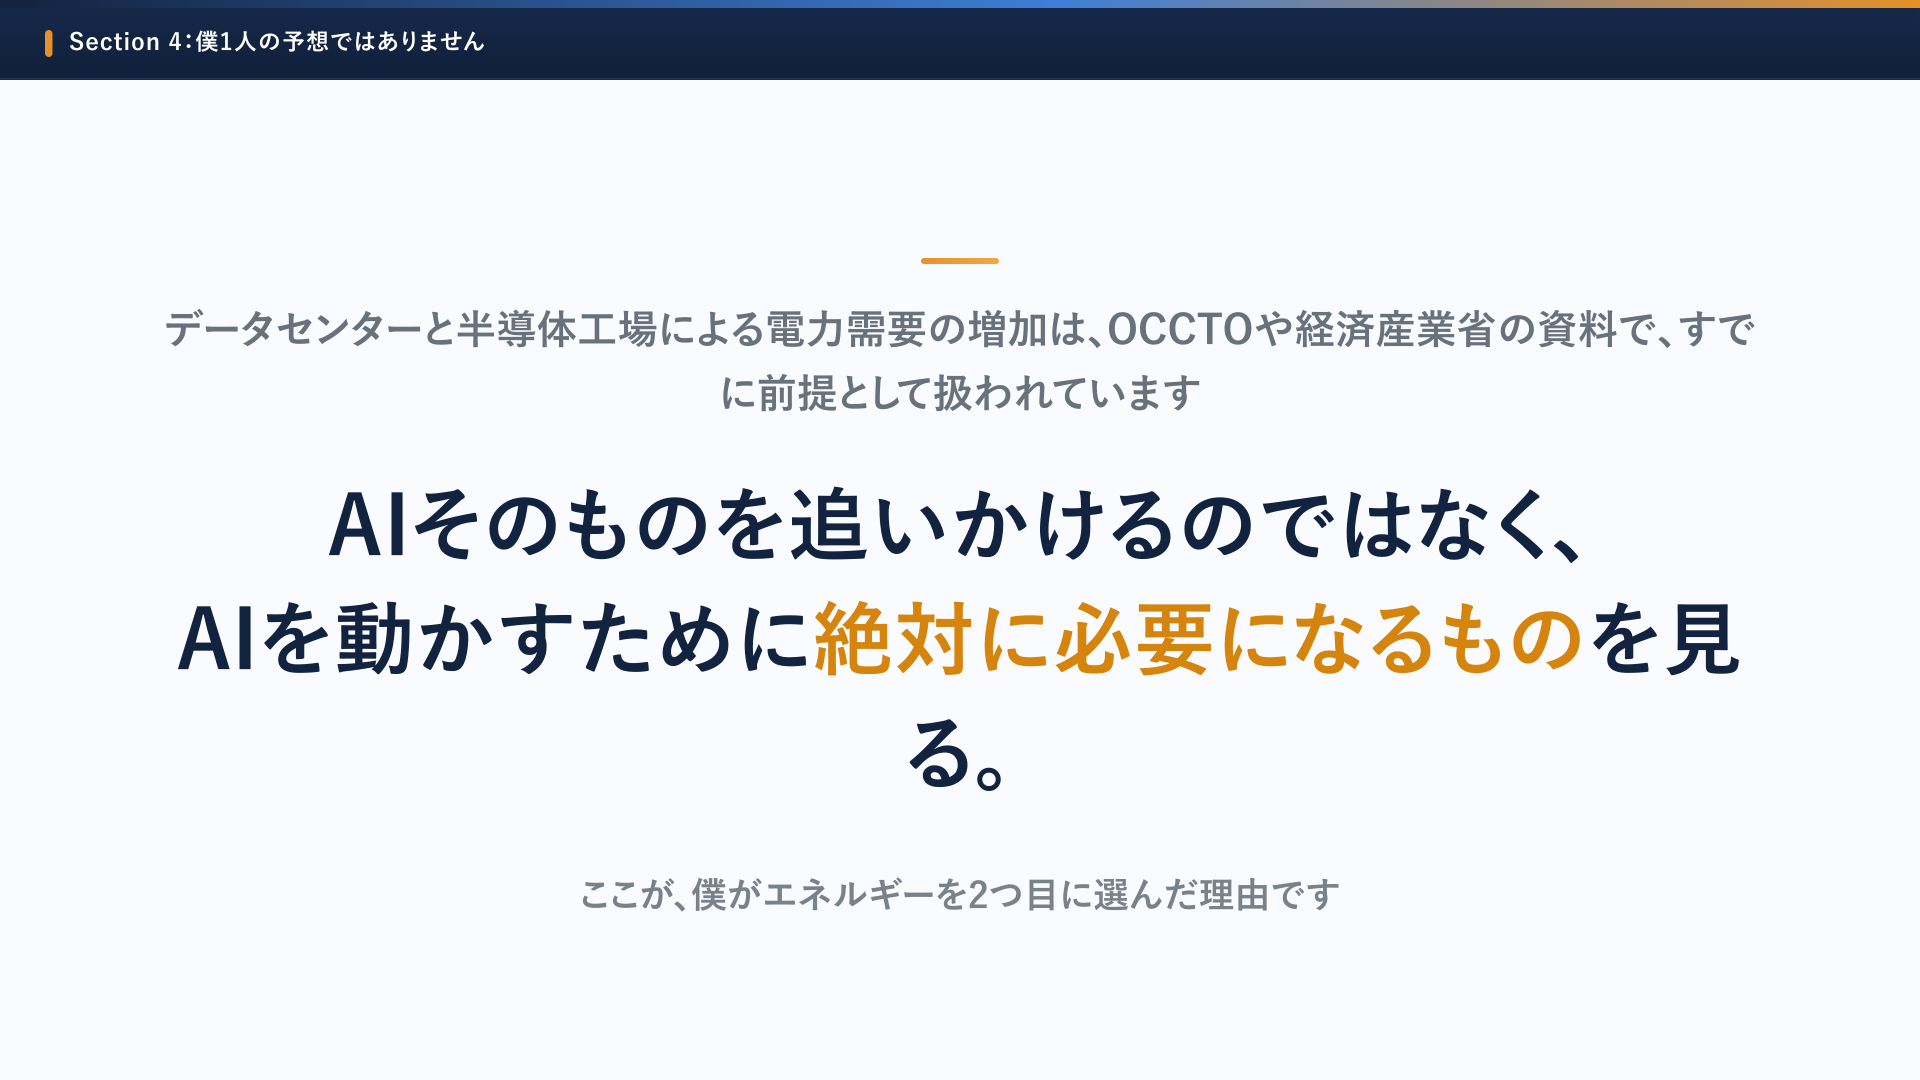 Section 4：僕1人の予想ではありません
データセンターと半導体工場による電力需要の増加は、OCCTOや経済産業省の資料で、すで
に前提として扱われています
AIそのものを追いかけるのではなく、
AIを動かすために絶対に必要になるものを見
る。
ここが、僕がエネルギーを2つ目に選んだ理由です